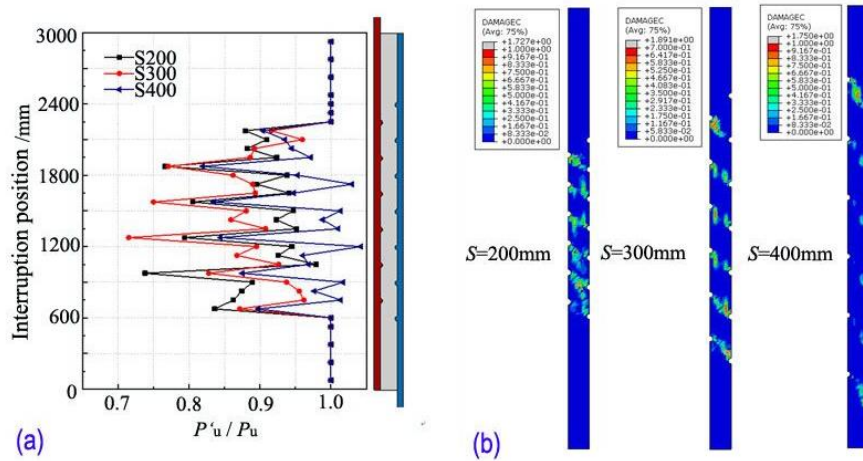 3000
2400
1800
1200
600
0
Interruption position /mm
S200
S300
S400
0.7 0.8 0.9 1.0
P'u / Pu
(a)
DAMAGEC
(Avg: 75%)
+1.727e+00
+1.000e+00
+9.167e-01
+8.333e-01
+7.500e-01
+6.667e-01
+5.833e-01
+5.000e-01
+4.167e-01
+3.333e-01
+2.500e-01
+1.667e-01
+8.333e-02
+0.000e+00
S=200mm
DAMAGEC
(Avg: 75%)
+1.891e+00
+7.000e-01
+6.417e-01
+5.833e-01
+5.250e-01
+4.667e-01
+4.083e-01
+3.500e-01
+2.917e-01
+2.333e-01
+1.750e-01
+1.167e-01
+5.833e-02
+0.000e+00
S=300mm
DAMAGEC
(Avg: 75%)
+1.750e+00
+1.000e+00
+9.167e-01
+8.333e-01
+7.500e-01
+6.667e-01
+5.833e-01
+5.000e-01
+4.167e-01
+3.333e-01
+2.500e-01
+1.667e-01
+8.333e-02
+0.000e+00
S=400mm
(b)